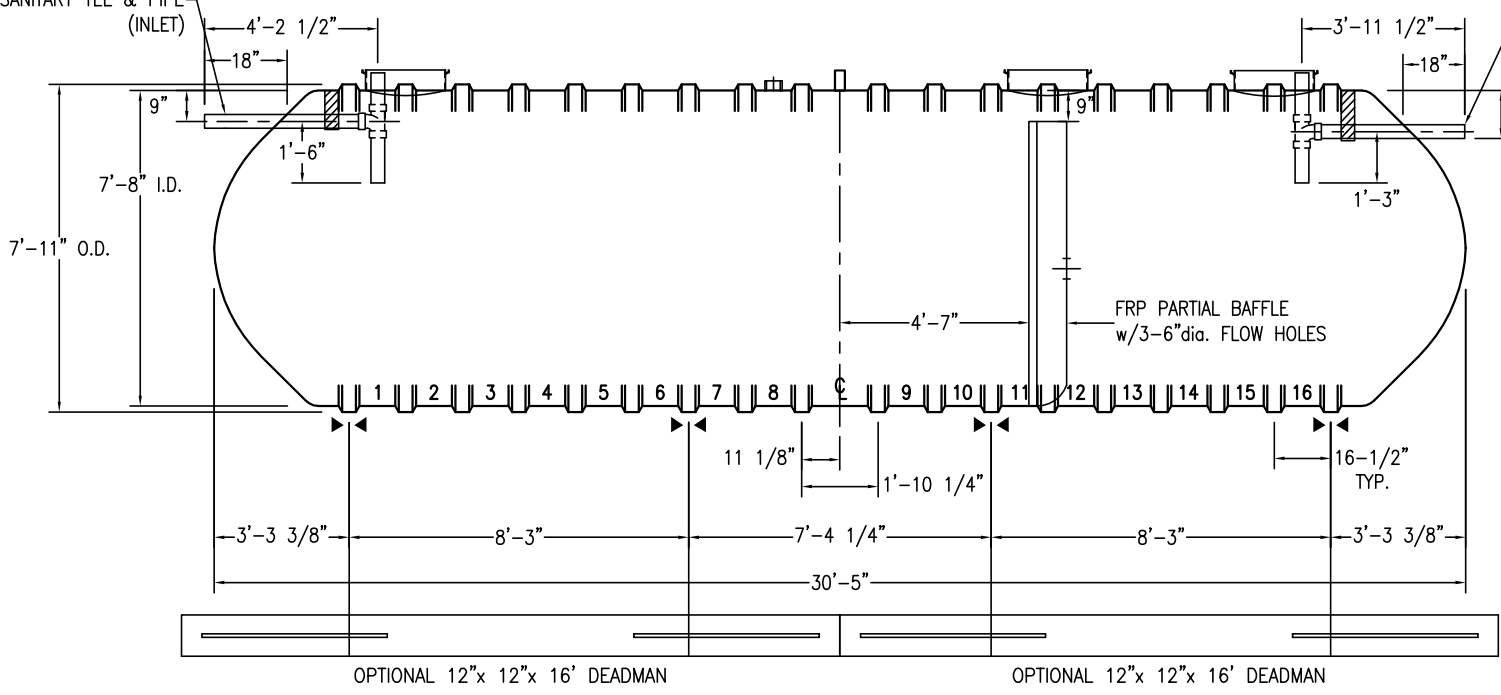 SANITARY TEE & PIPE
(INLET)
4'-2 1/2"
3'-11 1/2"
18"
18"
9"
9"
1'-6"
1'-3"
7'-8" I.D.
7'-11" O.D.
4'-7"
FRP PARTIAL BAFFLE
w/3-6"dia. FLOW HOLES
1 2 3 4 5 6 7 8 ℄ 9 10 11 12 13 14 15 16
11 1/8"
1'-10 1/4"
16-1/2"
TYP.
3'-3 3/8" 8'-3" 7'-4 1/4" 8'-3" 3'-3 3/8"
30'-5"
OPTIONAL 12"x 12"x 16' DEADMAN OPTIONAL 12"x 12"x 16' DEADMAN